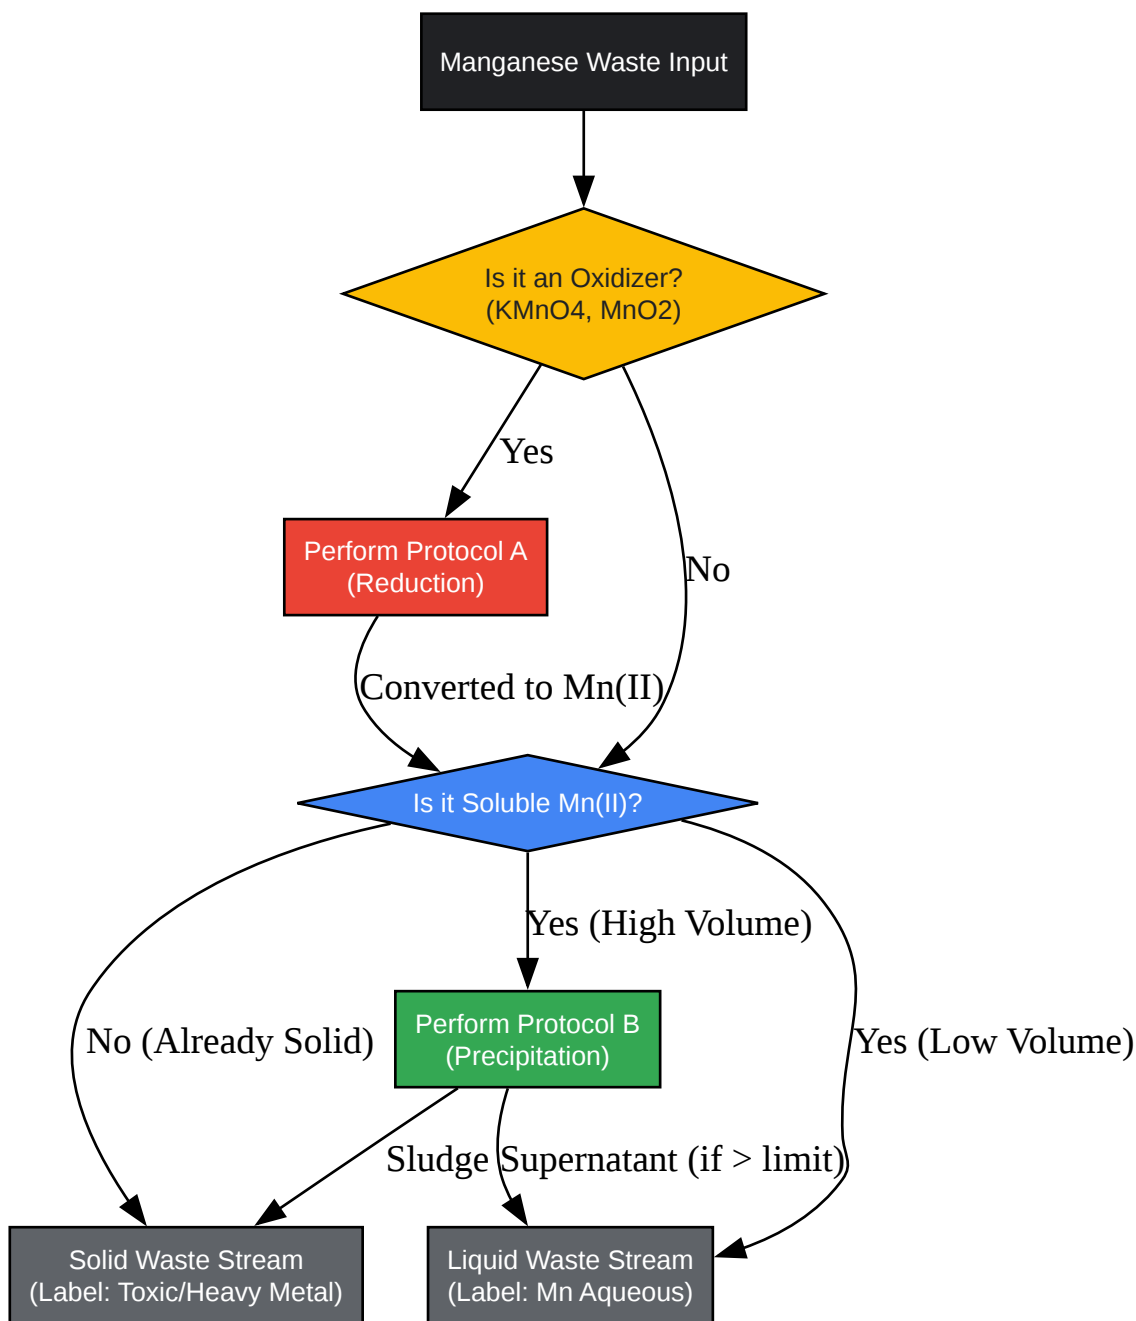 Manganese Waste Input
Is it an Oxidizer?
(KMnO4, MnO2)
Yes
Perform Protocol A
(Reduction)
No
Converted to Mn(II)
Is it Soluble Mn(II)?
Yes (High Volume)
Perform Protocol B
(Precipitation)
No (Already Solid)
Yes (Low Volume)
Sludge
Supernatant (if > limit)
Solid Waste Stream
(Label: Toxic/Heavy Metal)
Liquid Waste Stream
(Label: Mn Aqueous)